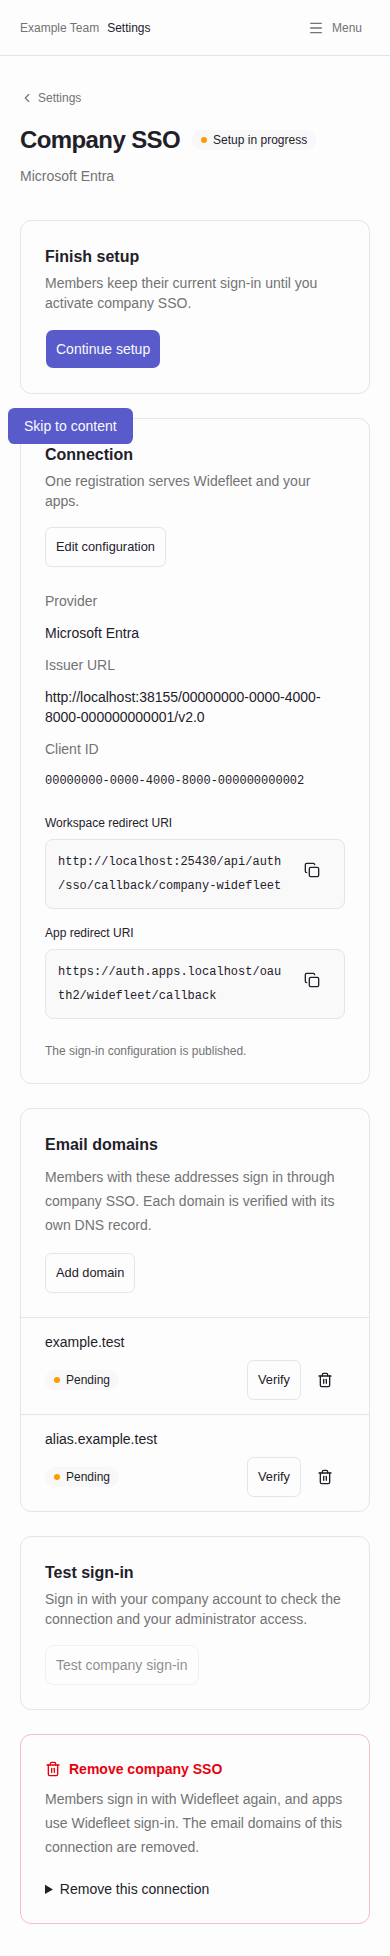 Example Team Settings Menu
Settings
Company SSO Setup in progress
Microsoft Entra
Finish setup
Members keep their current sign-in until you
activate company SSO.
Continue setup
Skip to content
Connection
One registration serves Widefleet and your
apps.
Edit configuration
Provider
Microsoft Entra
Issuer URL
http://localhost:38155/00000000-0000-4000-
8000-000000000001/v2.0
Client ID
00000000-0000-4000-8000-000000000002
Workspace redirect URI
http://localhost:25430/api/auth
/sso/callback/company-widefleet
App redirect URI
https://auth.apps.localhost/oau
th2/widefleet/callback
The sign-in configuration is published.
Email domains
Members with these addresses sign in through
company SSO. Each domain is verified with its
own DNS record.
Add domain
example.test
Pending Verify
alias.example.test
Pending Verify
Test sign-in
Sign in with your company account to check the
connection and your administrator access.
Test company sign-in
Remove company SSO
Members sign in with Widefleet again, and apps
use Widefleet sign-in. The email domains of this
connection are removed.
Remove this connection